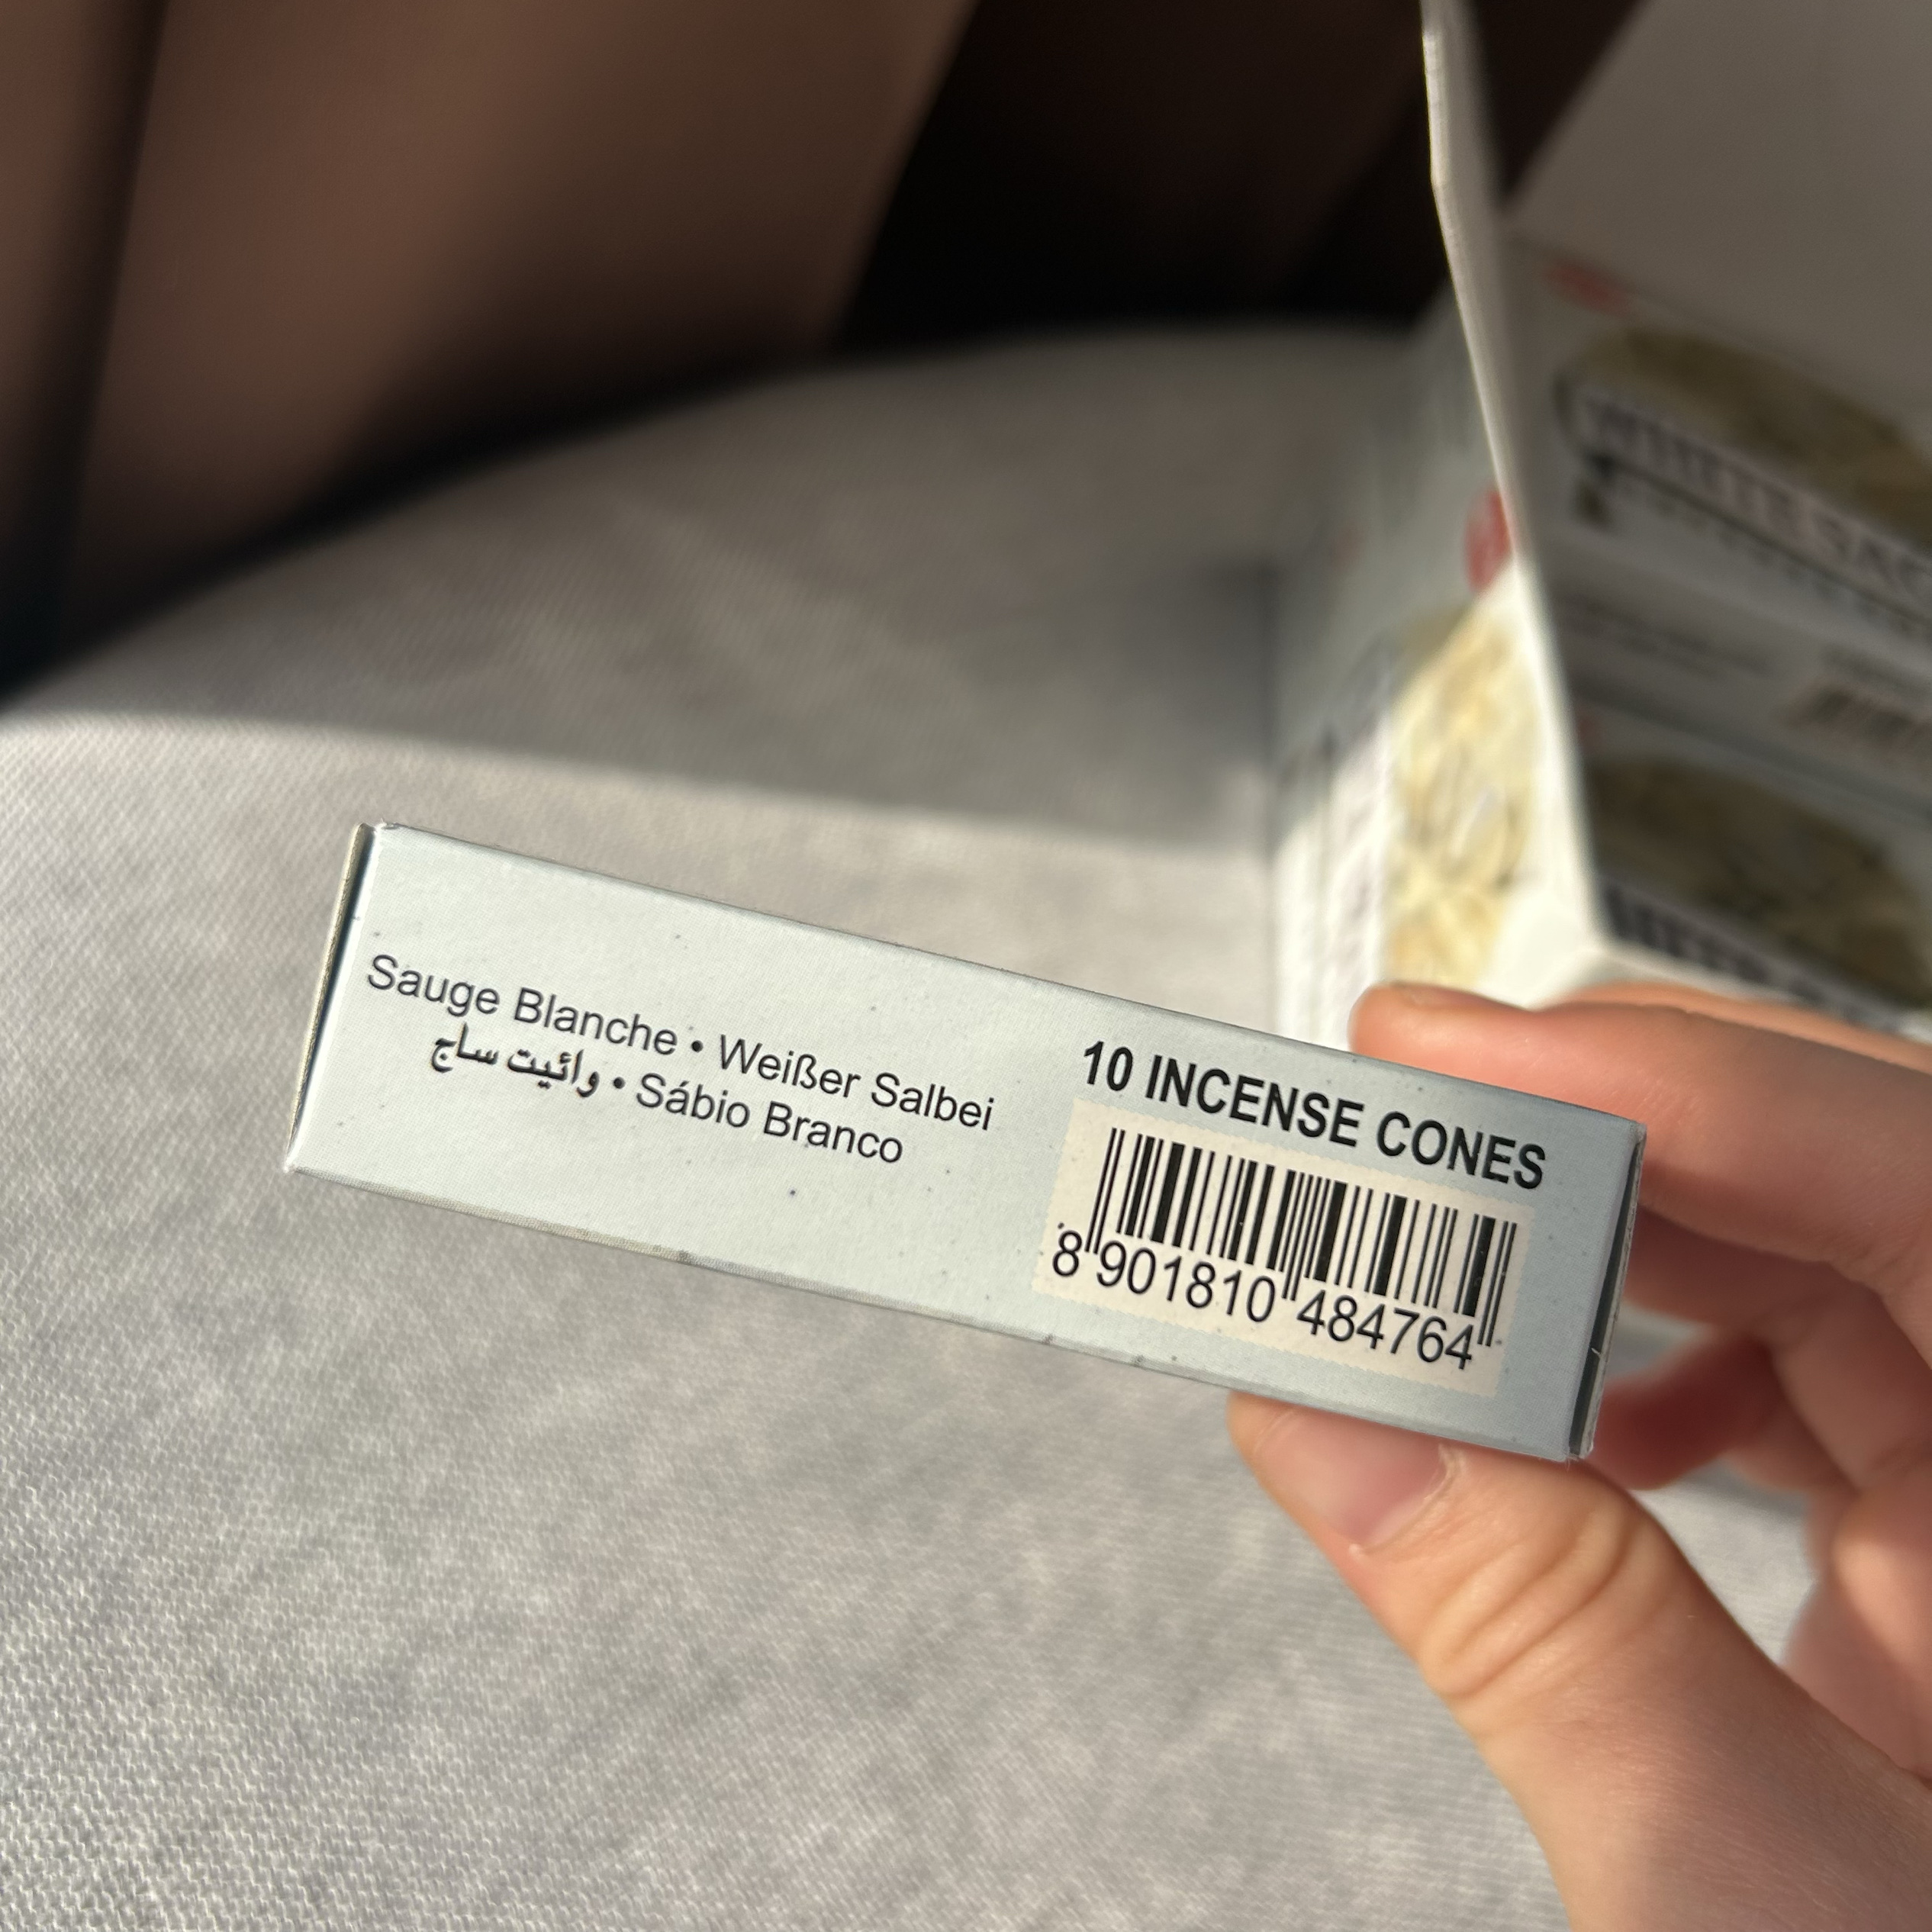 Sauge Blanche • Weißer Salbei
وائيت ساج • Sábio Branco
10 INCENSE CONES
8 901810 484764